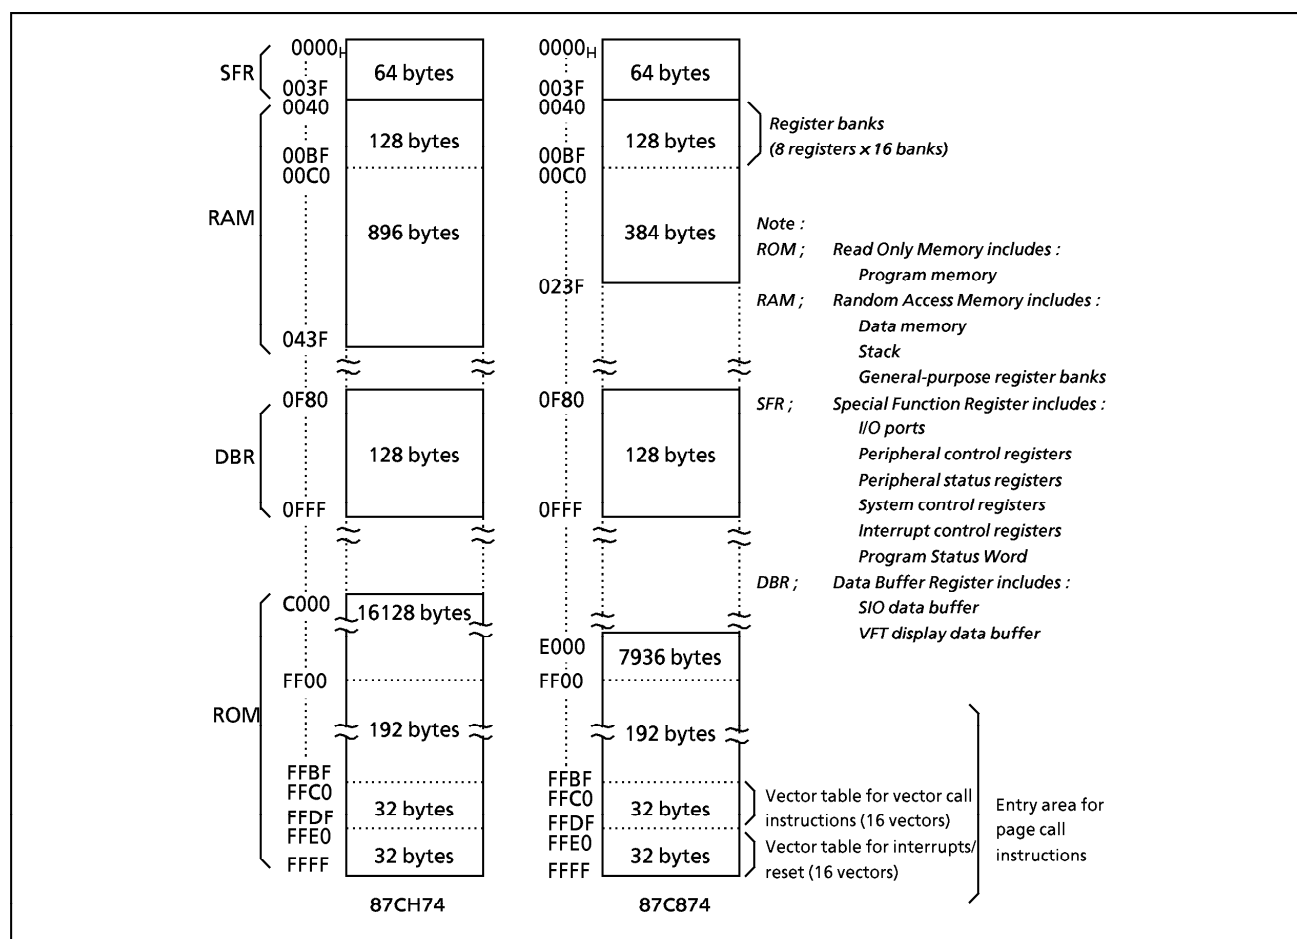 SFR
0000H
64 bytes
003F
RAM
0040
128 bytes
00BF
00C0
896 bytes
043F
DBR
0F80
128 bytes
0FFF
ROM
C000
16128 bytes
FF00
192 bytes
FFBF
FFC0
32 bytes
FFDF
FFE0
32 bytes
FFFF
87CH74
0000H
64 bytes
003F
0040
128 bytes
00BF
00C0
384 bytes
023F
0F80
128 bytes
0FFF
E000
7936 bytes
FF00
192 bytes
FFBF
FFC0
32 bytes
FFDF
FFE0
32 bytes
FFFF
87C874
Register banks
(8 registers x 16 banks)
Note :
ROM ; Read Only Memory includes :
Program memory
RAM ; Random Access Memory includes :
Data memory
Stack
General-purpose register banks
SFR ; Special Function Register includes :
I/O ports
Peripheral control registers
Peripheral status registers
System control registers
Interrupt control registers
Program Status Word
DBR ; Data Buffer Register includes :
SIO data buffer
VFT display data buffer
Vector table for vector call
instructions (16 vectors)
Vector table for interrupts/
reset (16 vectors)
Entry area for
page call
instructions